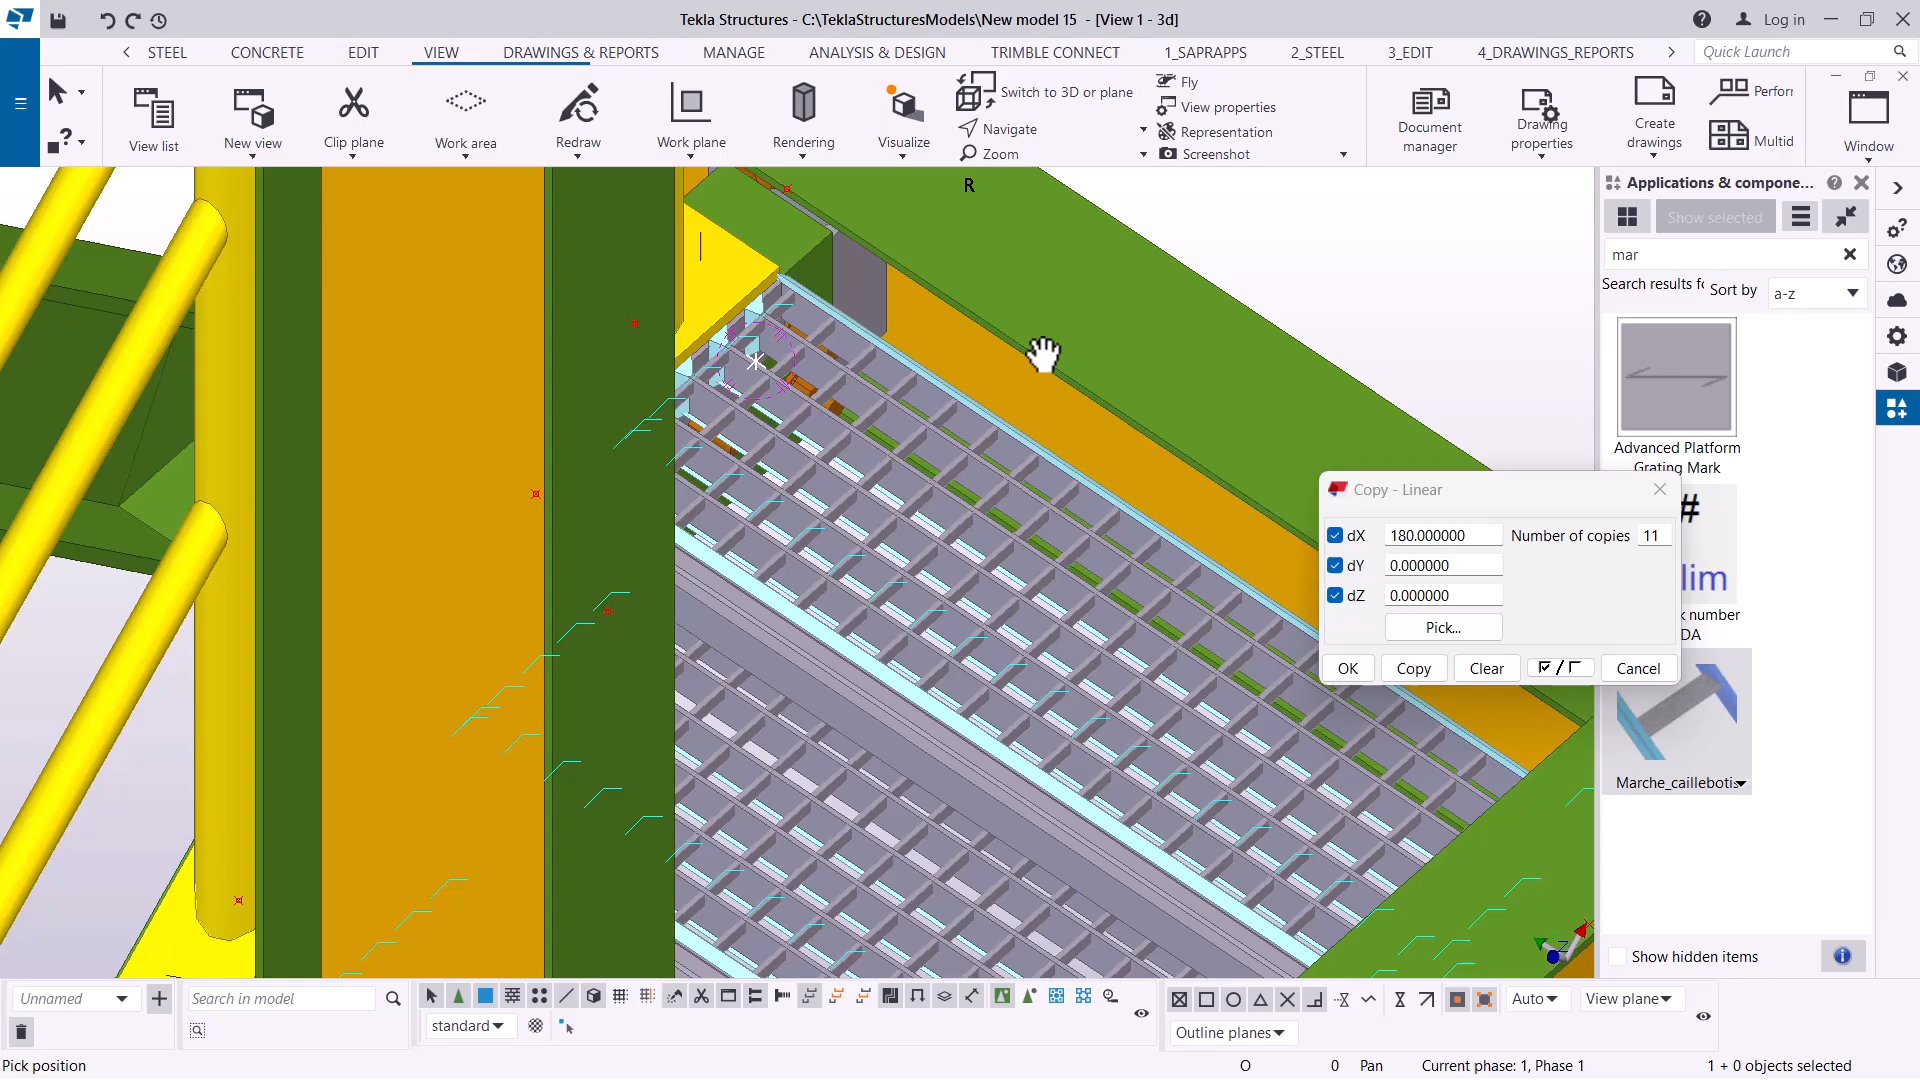 Tekla Structures - C:\TeklaStructuresModels\New model 15 - [View 1 - 3d]
Log in
STEEL CONCRETE EDIT VIEW DRAWINGS & REPORTS MANAGE ANALYSIS & DESIGN TRIMBLE CONNECT 1_SAPRAPPS 2_STEEL 3_EDIT 4_DRAWINGS_REPORTS
Quick Launch
View list
New view
Clip plane
Work area
Redraw
Work plane
Rendering
Visualize
Switch to 3D or plane
Navigate
Zoom
Fly
View properties
Representation
Screenshot
Document manager
Drawing properties
Create drawings
Perfor
Multid
Window
R
Applications & compone...
Show selected
mar
Search results fo
Sort by
a-z
Advanced Platform
Grating Mark
#
lim
k number
DA
Marche_caillebotis
Show hidden items
Copy - Linear
dX 180.000000 Number of copies 11
dY 0.000000
dZ 0.000000
Pick...
OK Copy Clear Cancel
Z
Unnamed
Search in model
standard
Auto
View plane
Outline planes
Pick position
O 0 Pan Current phase: 1, Phase 1 1 + 0 objects selected